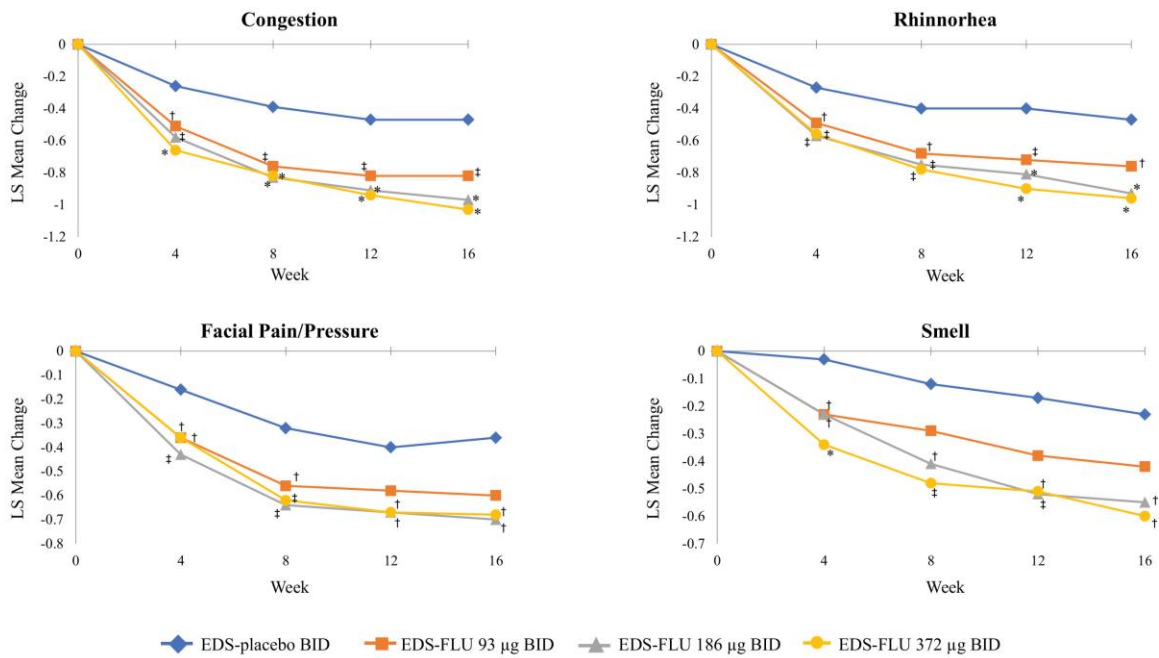 Congestion
0
-0.2
-0.4
-0.6
-0.8
-1
-1.2
LS Mean Change
† ‡ *
‡ * *
‡ * *
‡ * *
0 4 8 12 16
Week
Rhinnorhea
0
-0.2
-0.4
-0.6
-0.8
-1
-1.2
LS Mean Change
† ‡ ‡
† ‡ ‡
‡ * *
† * *
0 4 8 12 16
Week
Facial Pain/Pressure
0
-0.1
-0.2
-0.3
-0.4
-0.5
-0.6
-0.7
-0.8
LS Mean Change
† † ‡
† ‡ ‡
† †
† †
0 4 8 12 16
Week
Smell
0
-0.1
-0.2
-0.3
-0.4
-0.5
-0.6
-0.7
LS Mean Change
† † *
† ‡
† ‡
† †
0 4 8 12 16
Week
EDS-placebo BID EDS-FLU 93 µg BID EDS-FLU 186 µg BID EDS-FLU 372 µg BID